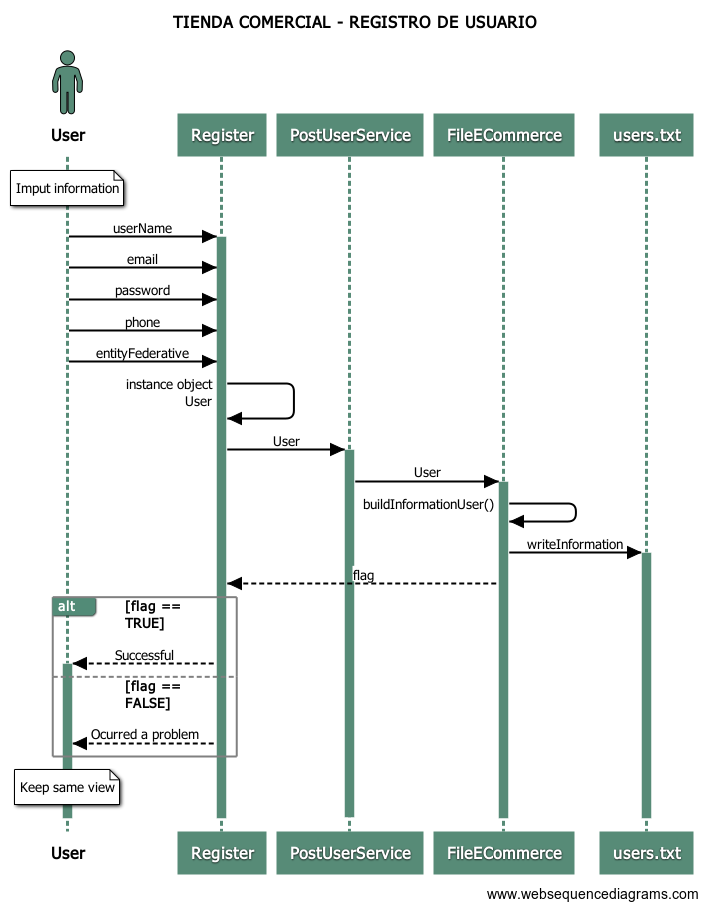 TIENDA COMERCIAL - REGISTRO DE USUARIO
User
Register
PostUserService
FileECommerce
users.txt
Imput information
userName
email
password
phone
entityFederative
instance object
User
User
User
buildInformationUser()
writeInformation
flag
alt
[flag ==
TRUE]
Successful
[flag ==
FALSE]
Ocurred a problem
Keep same view
User
Register
PostUserService
FileECommerce
users.txt
www.websequencediagrams.com